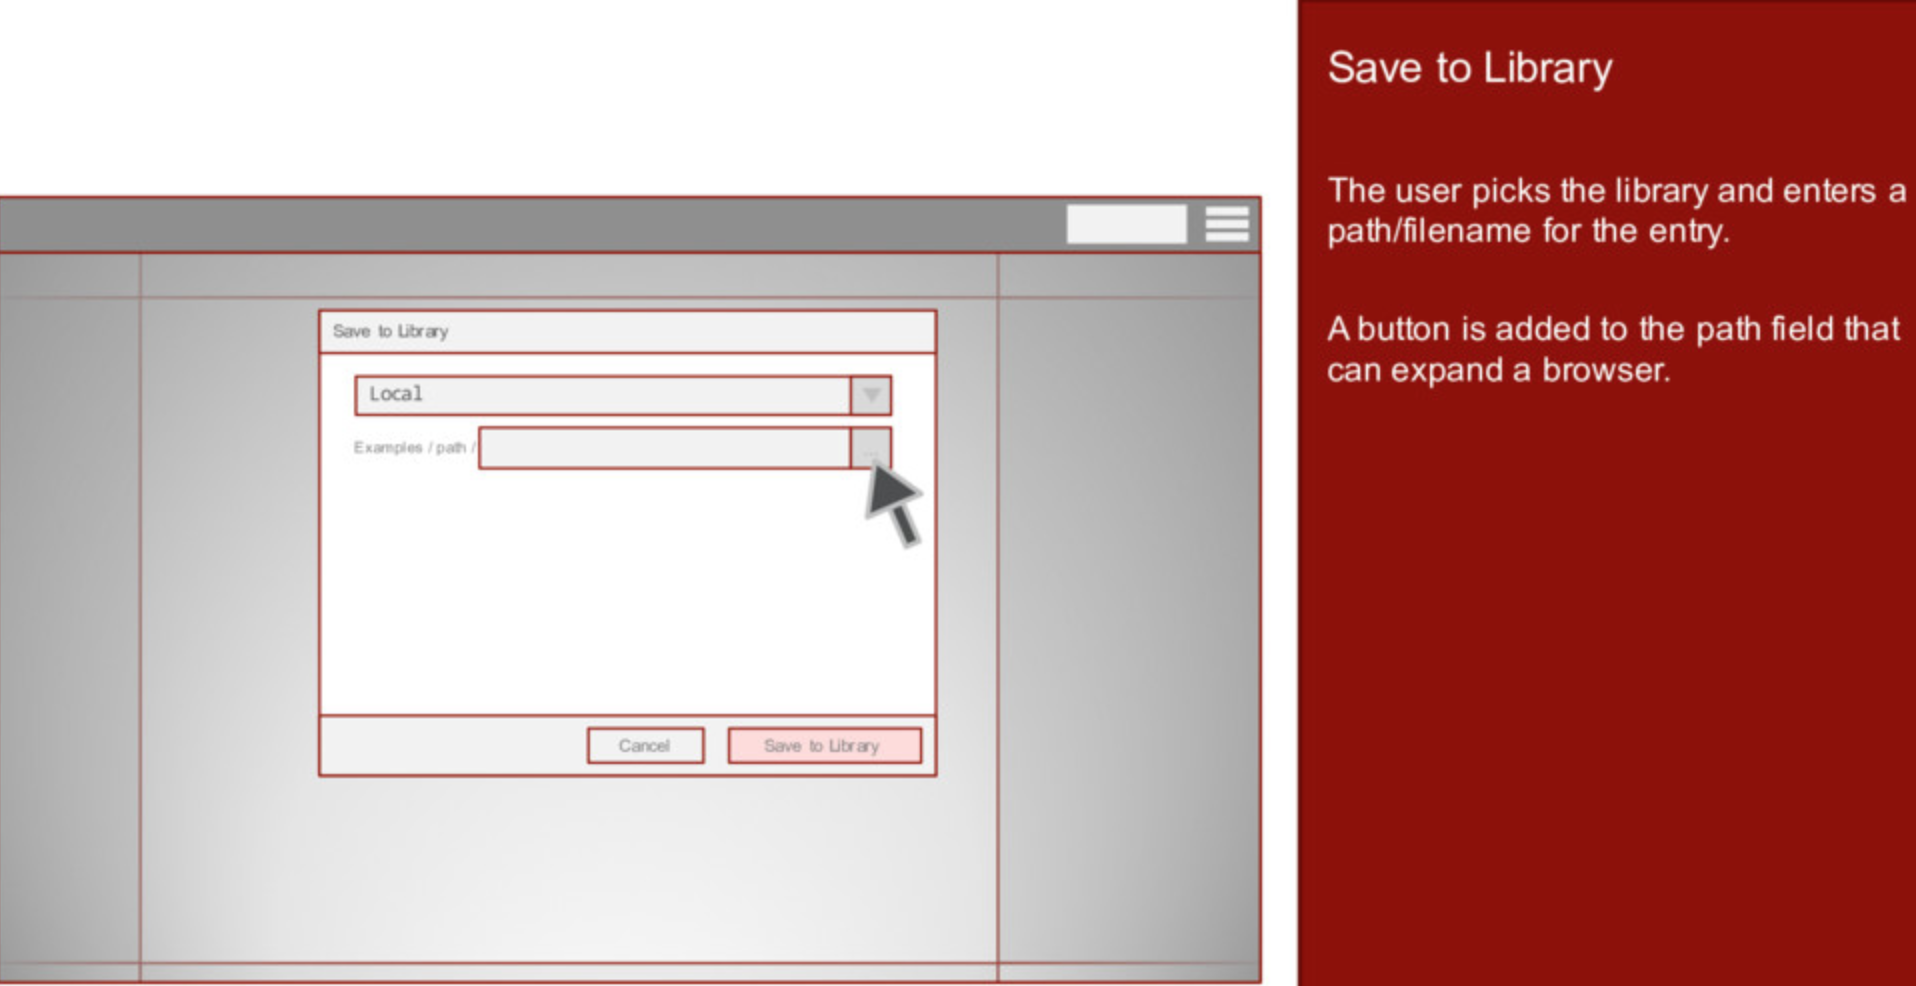 Save to Library
Local
Examples / path /
...
Cancel
Save to Library
Save to Library
The user picks the library and enters a
path/filename for the entry.
A button is added to the path field that
can expand a browser.